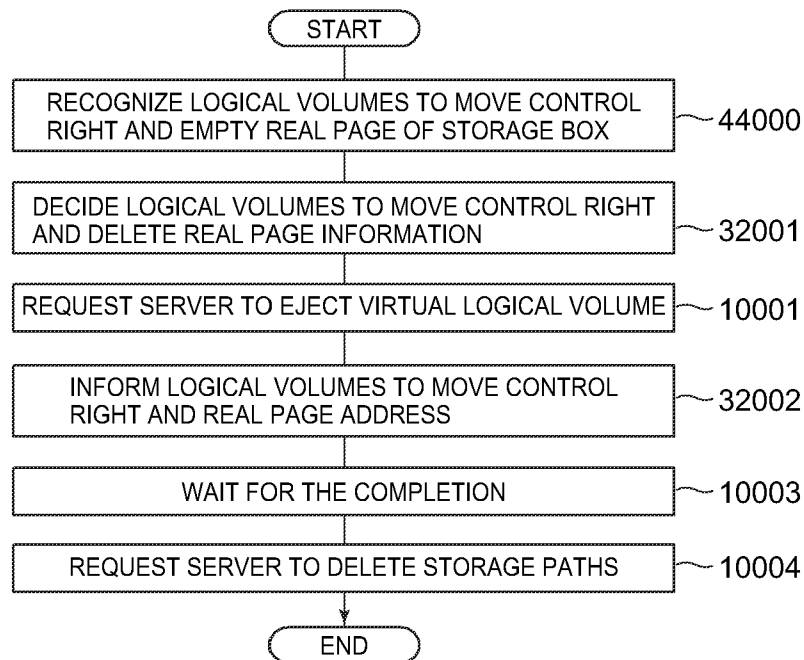 START
RECOGNIZE LOGICAL VOLUMES TO MOVE CONTROL
RIGHT AND EMPTY REAL PAGE OF STORAGE BOX
44000
DECIDE LOGICAL VOLUMES TO MOVE CONTROL RIGHT
AND DELETE REAL PAGE INFORMATION
32001
REQUEST SERVER TO EJECT VIRTUAL LOGICAL VOLUME
10001
INFORM LOGICAL VOLUMES TO MOVE CONTROL
RIGHT AND REAL PAGE ADDRESS
32002
WAIT FOR THE COMPLETION
10003
REQUEST SERVER TO DELETE STORAGE PATHS
10004
END